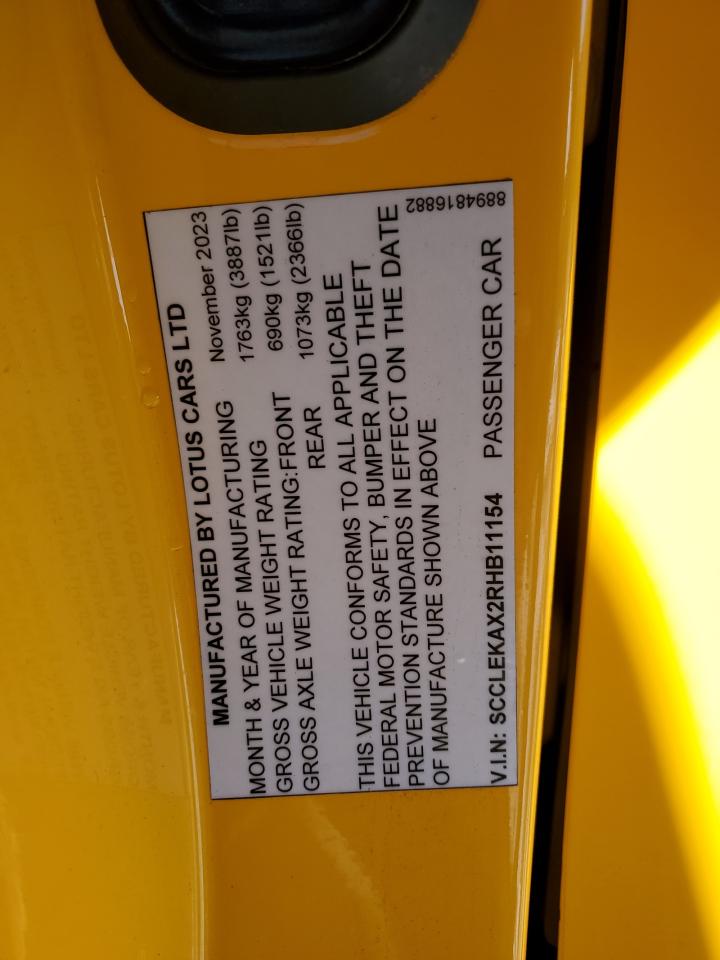 MANUFACTURED BY LOTUS CARS LTD
MONTH & YEAR OF MANUFACTURING November 2023
GROSS VEHICLE WEIGHT RATING 1763kg (3887lb)
GROSS AXLE WEIGHT RATING:FRONT 690kg (1521lb)
REAR 1073kg (2366lb)
THIS VEHICLE CONFORMS TO ALL APPLICABLE
FEDERAL MOTOR SAFETY, BUMPER AND THEFT
PREVENTION STANDARDS IN EFFECT ON THE DATE
OF MANUFACTURE SHOWN ABOVE
V.I.N: SCCLEKAX2RHB11154 PASSENGER CAR
8894816882